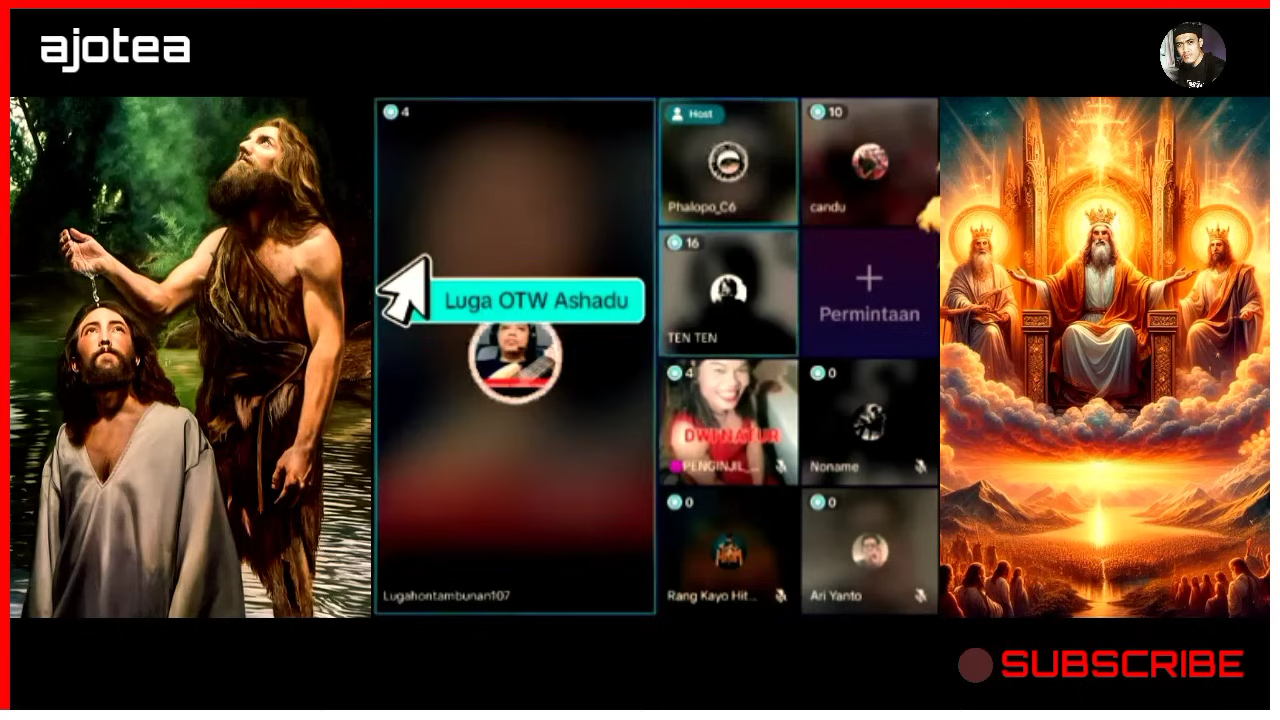 ajotea
4
Luga OTW Ashadu
Lugahontambunan107
Host
Phalopo_C6
10
candu
16
TEN TEN
+
Permintaan
4
PENGINJIL_...
0
Noname
0
Rang Kayo Hit...
0
Ari Yanto
SUBSCRIBE